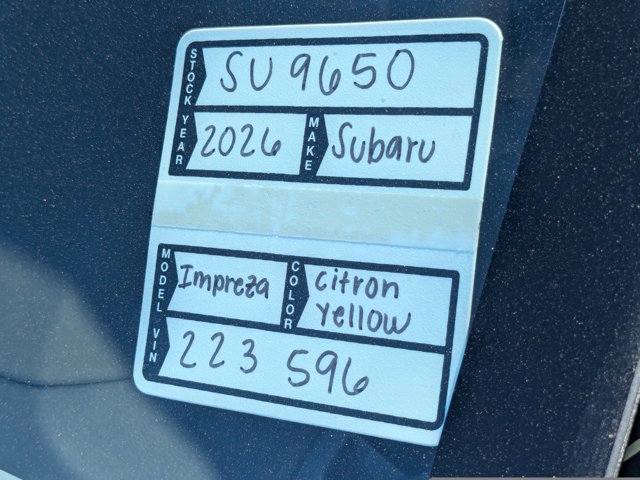 STOCK SU 9650
YEAR 2026 MAKE Subaru
MODEL Impreza COLOR citron
yellow
VIN 223 596